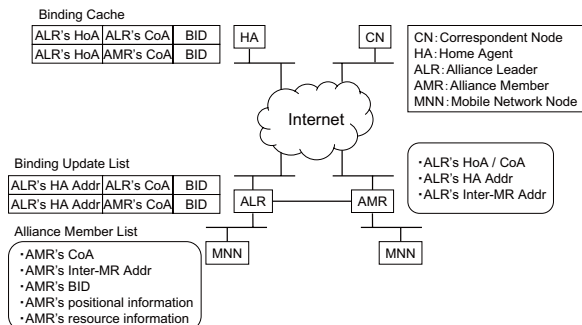 Binding Cache
ALR's HoA ALR's CoA BID
ALR's HoA AMR's CoA BID
HA
CN
CN：Correspondent Node
HA：Home Agent
ALR：Alliance Leader
AMR：Alliance Member
MNN：Mobile Network Node
Internet
Binding Update List
ALR's HA Addr ALR's CoA BID
ALR's HA Addr AMR's CoA BID
ALR
AMR
・ALR's HoA / CoA
・ALR's HA Addr
・ALR's Inter-MR Addr
MNN
MNN
Alliance Member List
・AMR's CoA
・AMR's Inter-MR Addr
・AMR's BID
・AMR's positional information
・AMR's resource information